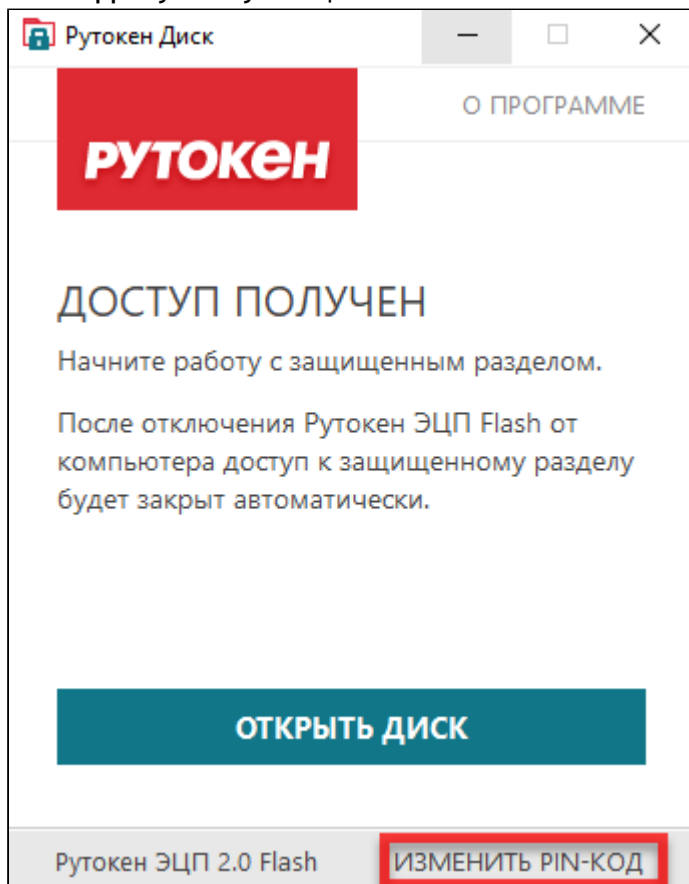 Рутокен Диск
О ПРОГРАММЕ
РУТОКЕН
ДОСТУП ПОЛУЧЕН
Начните работу с защищенным разделом.
После отключения Рутокен ЭЦП Flash от
компьютера доступ к защищенному разделу
будет закрыт автоматически.
ОТКРЫТЬ ДИСК
Рутокен ЭЦП 2.0 Flash ИЗМЕНИТЬ PIN-КОД